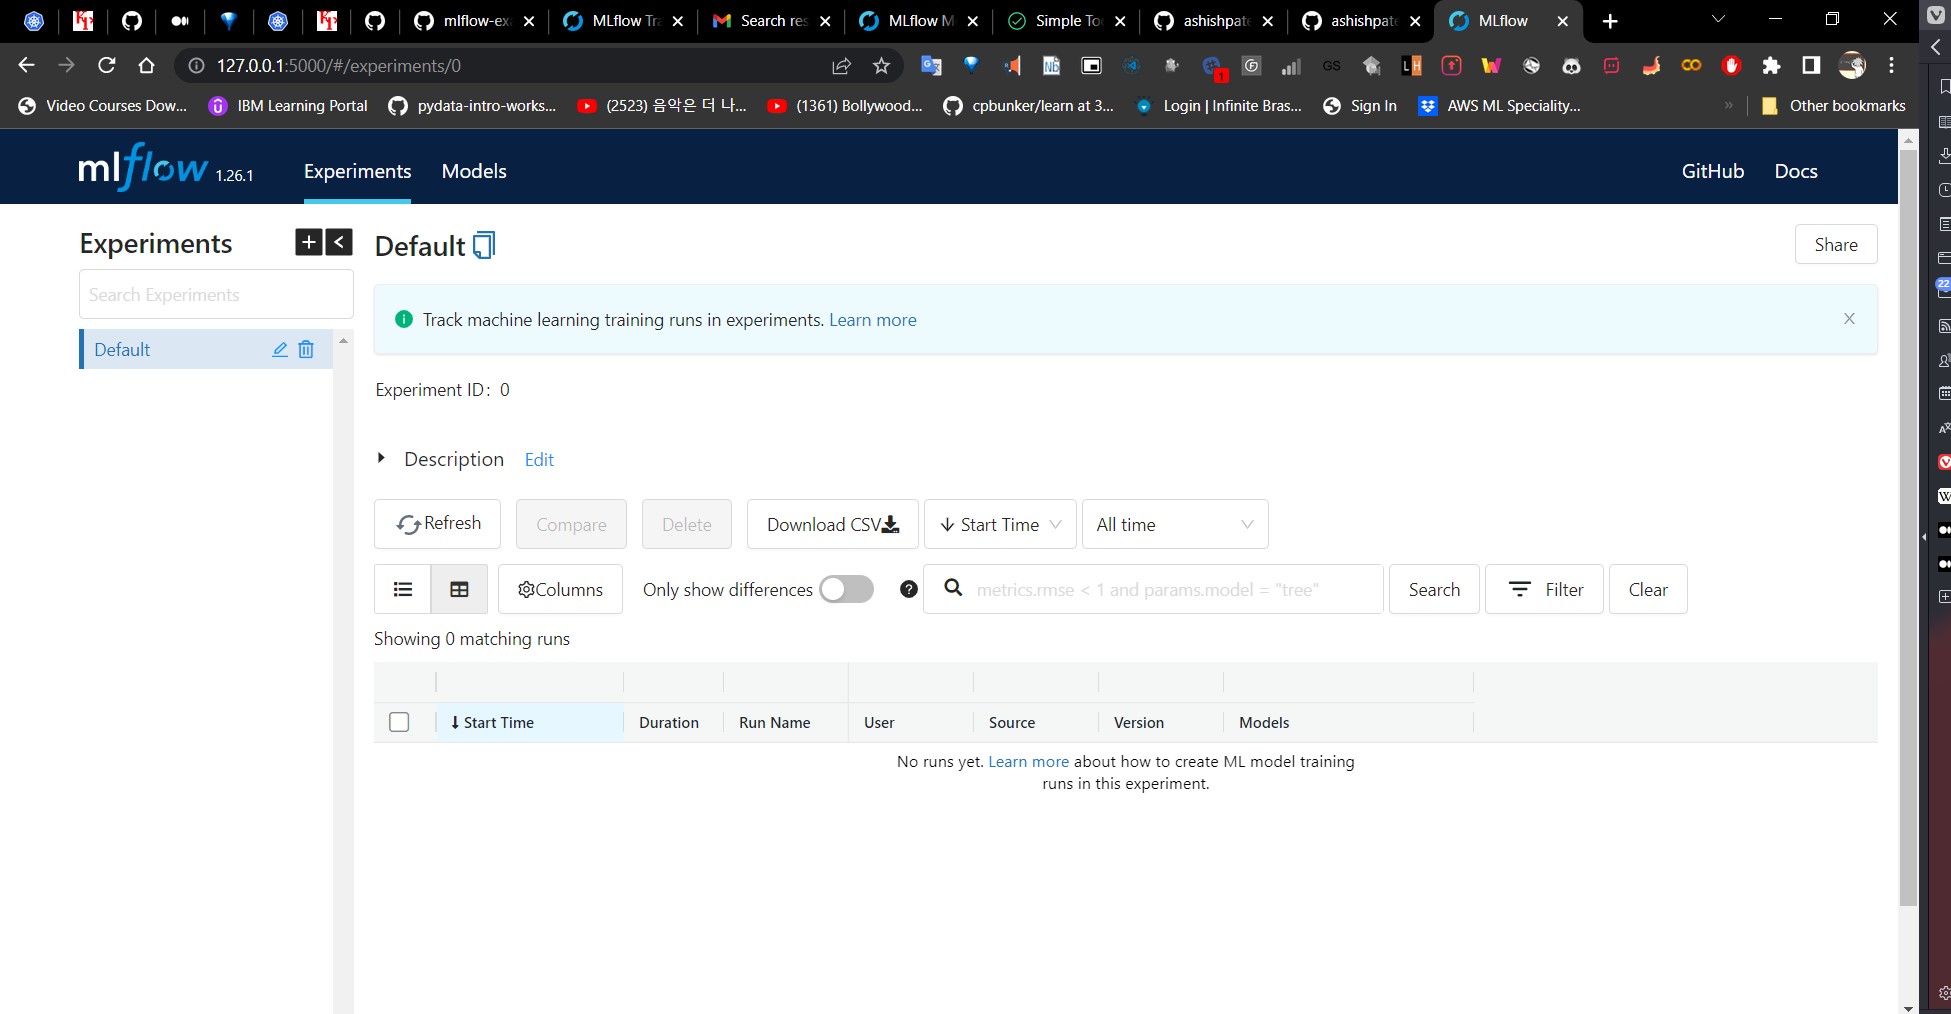 mlflow-ex
MLflow Tra
Search res
MLflow M
Simple To
ashishpate
ashishpate
MLflow
127.0.0.1:5000/#/experiments/0
1
GS
LH
Video Courses Dow...
IBM Learning Portal
pydata-intro-works...
(2523) 음악은 더 나...
(1361) Bollywood...
cpbunker/learn at 3...
Login | Infinite Bras...
Sign In
AWS ML Speciality...
»
Other bookmarks
mlflow 1.26.1
Experiments
Models
GitHub
Docs
22
Experiments
Default
Share
Search Experiments
Default
Track machine learning training runs in experiments. Learn more
Experiment ID: 0
Description
Edit
Refresh
Compare
Delete
Download CSV
Start Time
All time
Columns
Only show differences
metrics.rmse < 1 and params.model = "tree"
Search
Filter
Clear
Showing 0 matching runs
Start Time
Duration
Run Name
User
Source
Version
Models
No runs yet. Learn more about how to create ML model training
runs in this experiment.